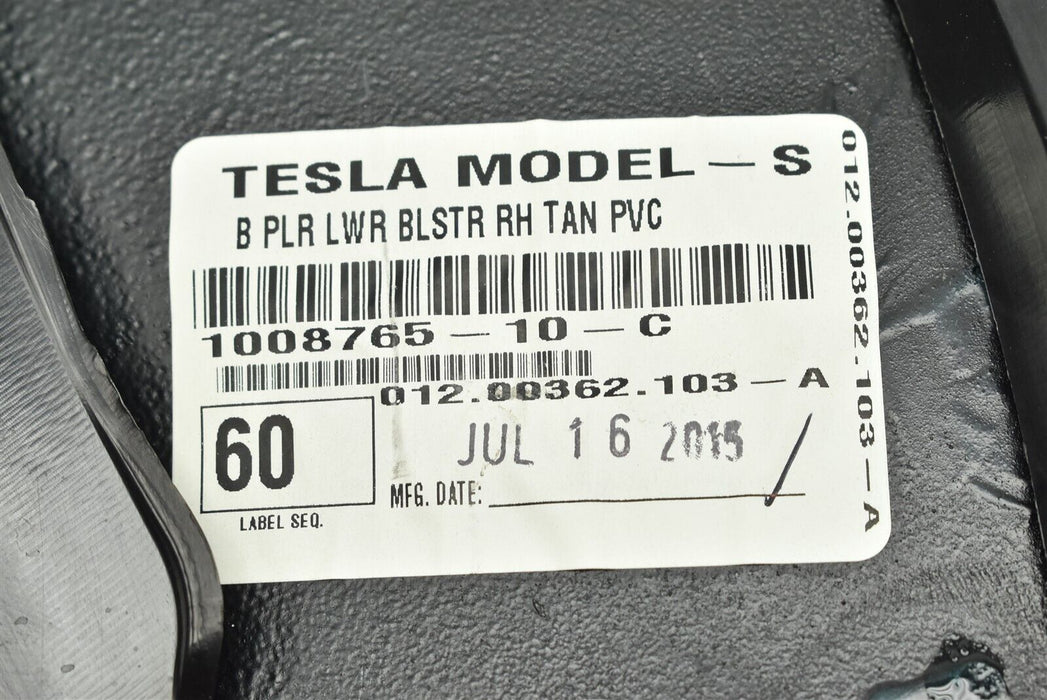 TESLA MODEL - S
B PLR LWR BLSTR RH TAN PVC
1008765 - 10 - C
012.00362.103 - A
60
LABEL SEQ.
JUL 16 2015
MFG. DATE:
012.00362.103 - A